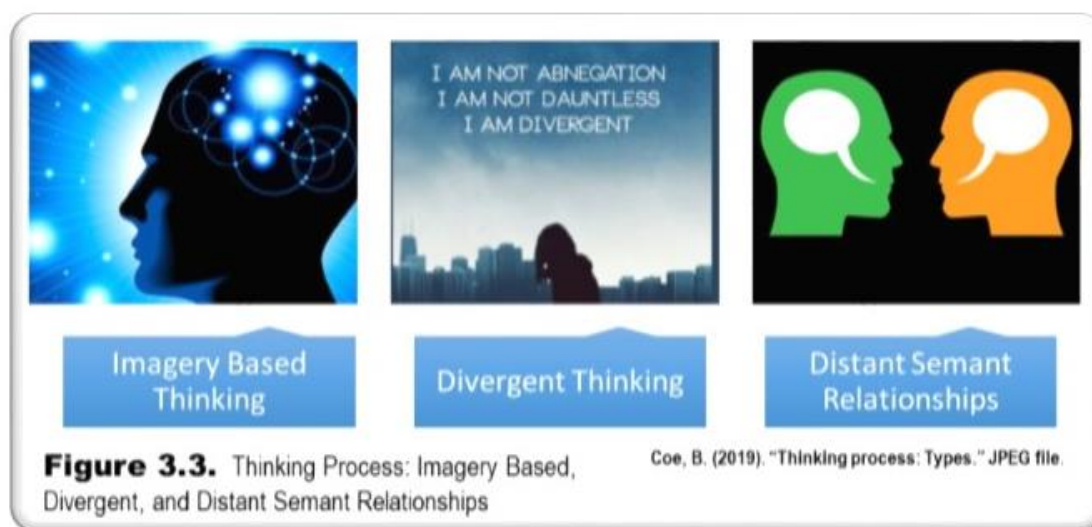 I AM NOT ABNEGATION
I AM NOT DAUNTLESS
I AM DIVERGENT
Imagery Based
Thinking
Divergent Thinking
Distant Semant
Relationships
Figure 3.3. Thinking Process: Imagery Based,
Divergent, and Distant Semant Relationships
Coe, B. (2019). "Thinking process: Types." JPEG file.